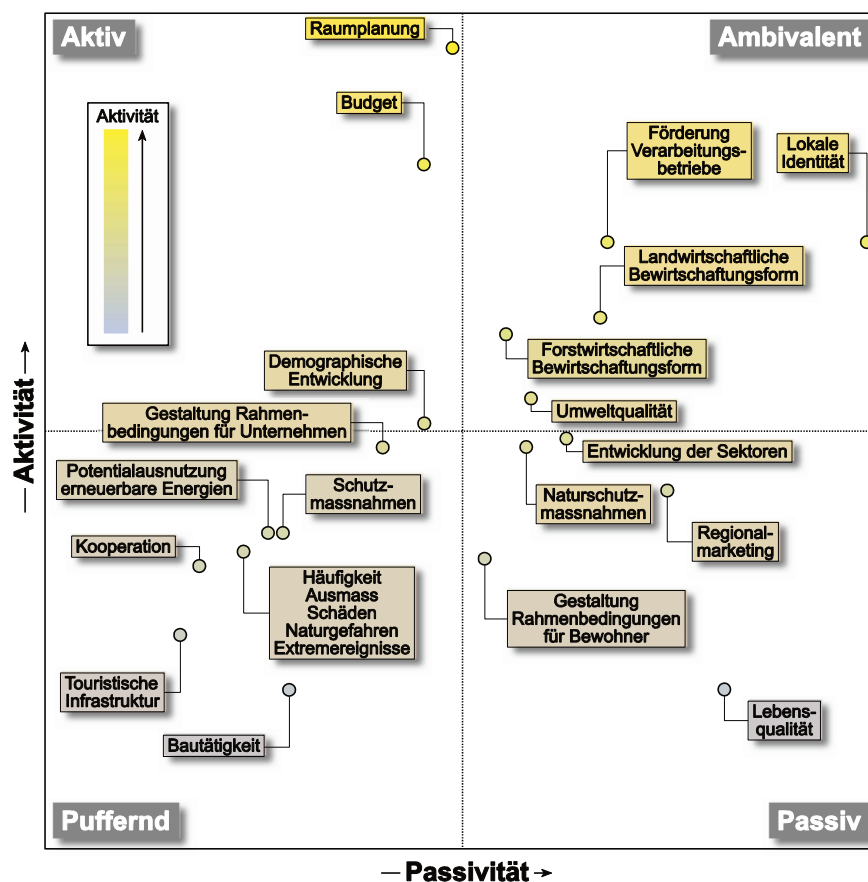 Aktiv
Raumplanung
Ambivalent
Budget
Aktivität
Förderung
Verarbeitungs-
betriebe
Lokale
Identität
Landwirtschaftliche
Bewirtschaftungsform
Forstwirtschaftliche
Bewirtschaftungsform
Demographische
Entwicklung
Umweltqualität
Gestaltung Rahmen-
bedingungen für Unternehmen
Entwicklung der Sektoren
Aktivität
Potentialausnutzung
erneuerbare Energien
Schutz-
massnahmen
Naturschutz-
massnahmen
Regional-
marketing
Kooperation
Häufigkeit
Ausmass
Schäden
Naturgefahren
Extremereignisse
Gestaltung
Rahmenbedingungen
für Bewohner
Touristische
Infrastruktur
Lebens-
qualität
Bautätigkeit
Puffernd
Passiv
Passivität